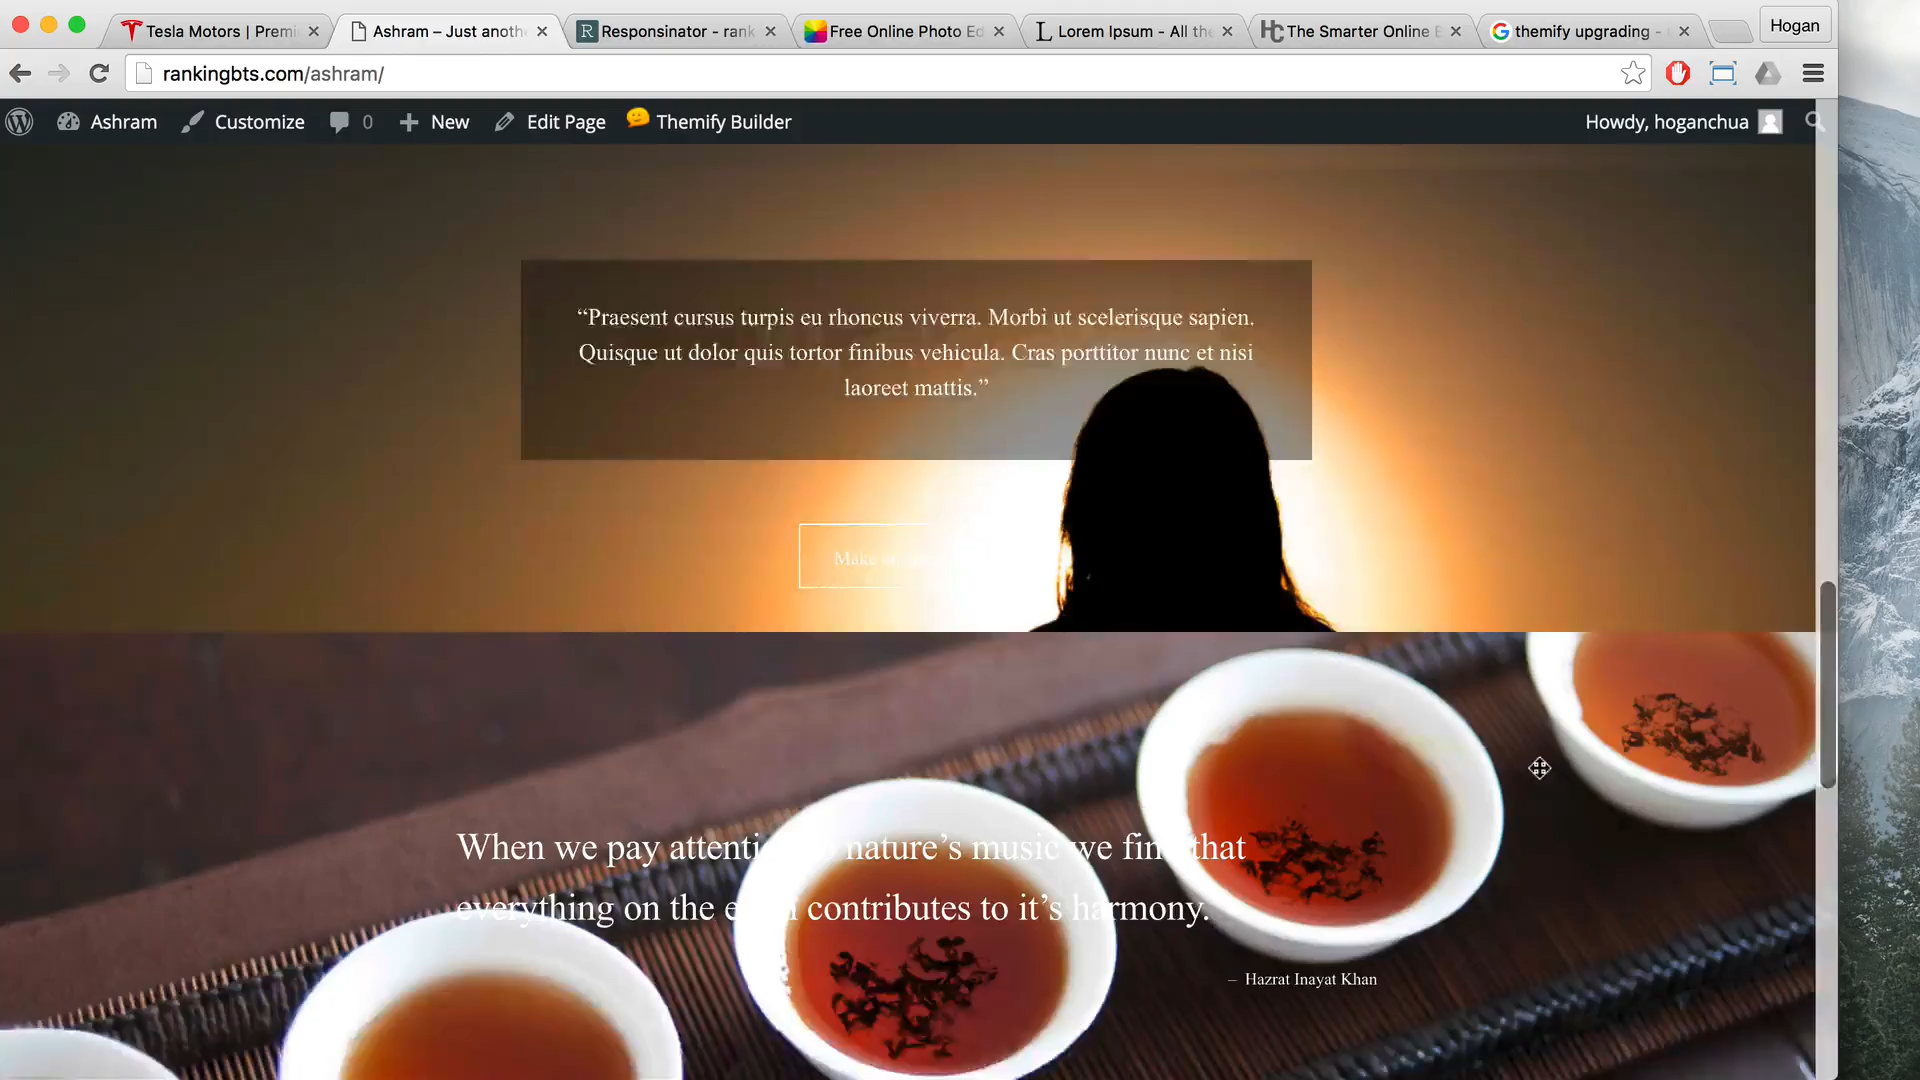 Tesla Motors | Premi
Ashram – Just anoth
Responsinator - rank
Free Online Photo Ed
Lorem Ipsum - All the
The Smarter Online E
themify upgrading -
Hogan
rankingbts.com/ashram/
Ashram
Customize
0
New
Edit Page
Themify Builder
Howdy, hoganchua
“Praesent cursus turpis eu rhoncus viverra. Morbi ut scelerisque sapien.
Quisque ut dolor quis tortor finibus vehicula. Cras porttitor nunc et nisi
laoreet mattis.”
Make
When we pay nature’s music we that
everything on the contributes to it’s harmony.
– Hazrat Inayat Khan